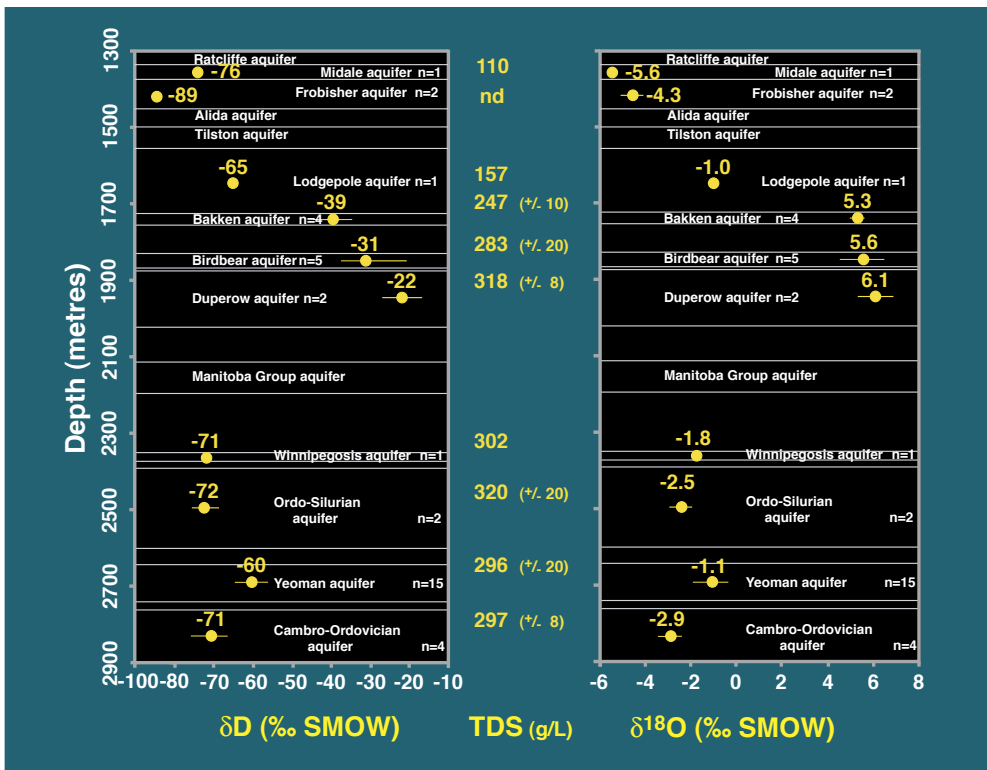 Depth (metres)
1300
1500
1700
1900
2100
2300
2500
2700
2900
Ratcliffe aquifer
-76 Midale aquifer n=1
-89 Frobisher aquifer n=2
Alida aquifer
Tilston aquifer
-65
Lodgepole aquifer n=1
-39
Bakken aquifer n=4
-31
Birdbear aquifer n=5
-22
Duperow aquifer n=2
Manitoba Group aquifer
-71
Winnipegosis aquifer n=1
-72
Ordo-Silurian
aquifer n=2
-60
Yeoman aquifer n=15
-71
Cambro-Ordovician
aquifer n=4
-100 -80 -70 -60 -50 -40 -30 -20 -10
δD (‰ SMOW)
110
nd
157
247 (+/- 10)
283 (+/- 20)
318 (+/- 8)
302
320 (+/- 20)
296 (+/- 20)
297 (+/- 8)
TDS (g/L)
Ratcliffe aquifer
-5.6 Midale aquifer n=1
-4.3 Frobisher aquifer n=2
Alida aquifer
Tilston aquifer
-1.0
Lodgepole aquifer n=1
5.3
Bakken aquifer n=4
5.6
Birdbear aquifer n=5
6.1
Duperow aquifer n=2
Manitoba Group aquifer
-1.8
Winnipegosis aquifer n=1
-2.5
Ordo-Silurian
aquifer n=2
-1.1
Yeoman aquifer n=15
-2.9
Cambro-Ordovician
aquifer n=4
-6 -4 -2 0 2 4 6 8
δ18O (‰ SMOW)